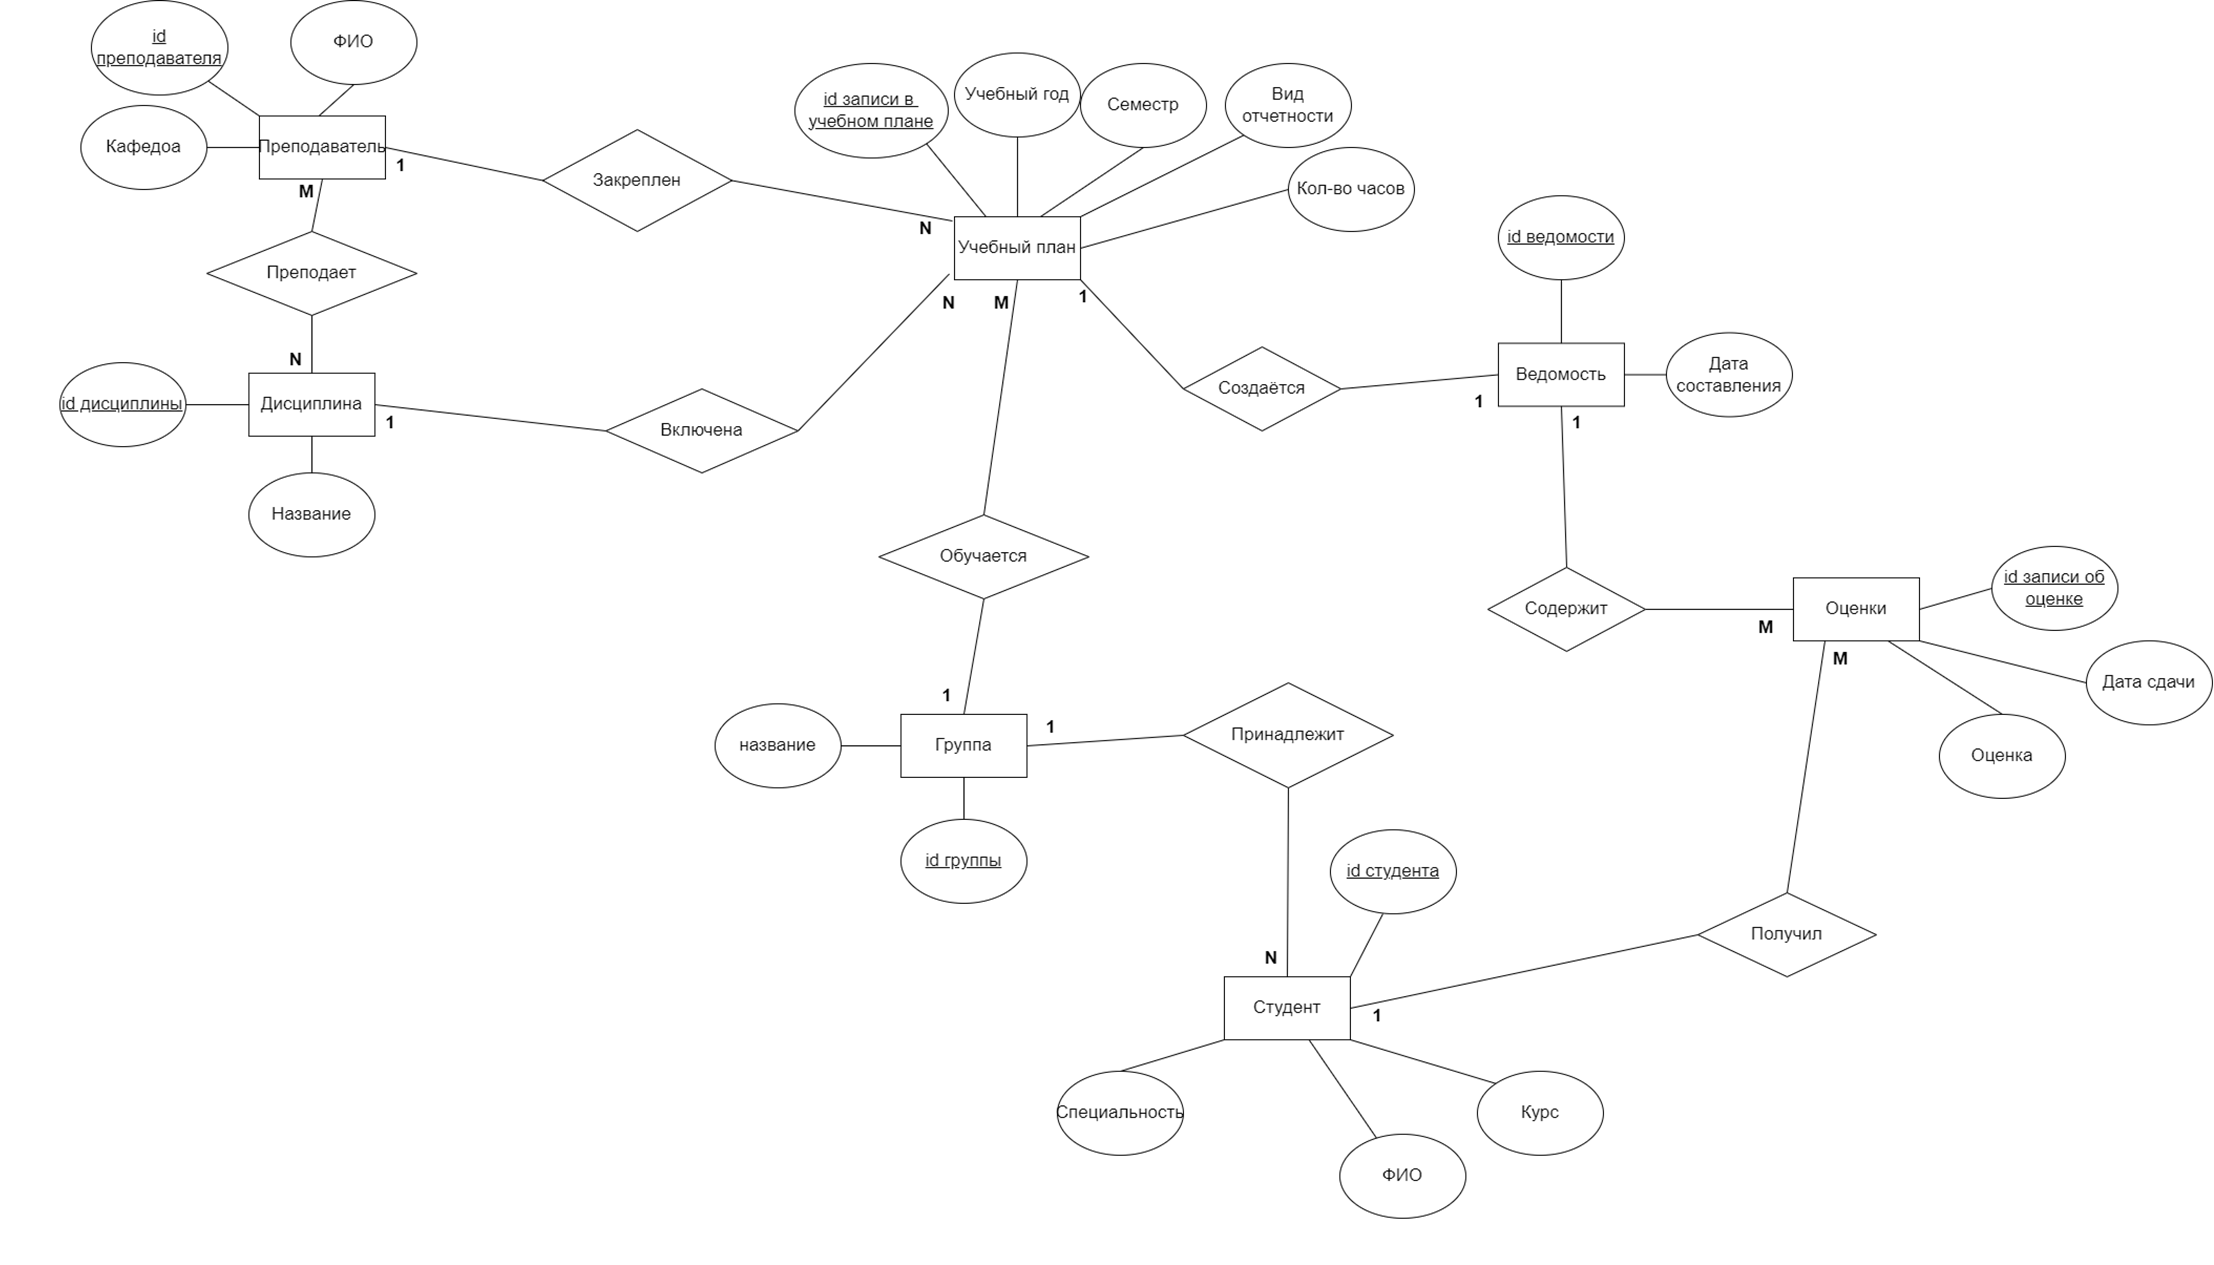 id
преподавателя
ФИО
Кафедоа
Преподаватель
1
M
Закреплен
N
Преподает
N
id дисциплины
Дисциплина
1
Название
Включена
N
id записи в
учебном плане
Учебный год
Семестр
Вид
отчетности
Кол-во часов
Учебный план
M
1
Создаётся
1
id ведомости
Ведомость
Дата
составления
1
Обучается
1
Содержит
M
Оценки
id записи об
оценке
M
Дата сдачи
Оценка
название
Группа
1
id группы
Принадлежит
N
id студента
Студент
1
Получил
Специальность
ФИО
Курс